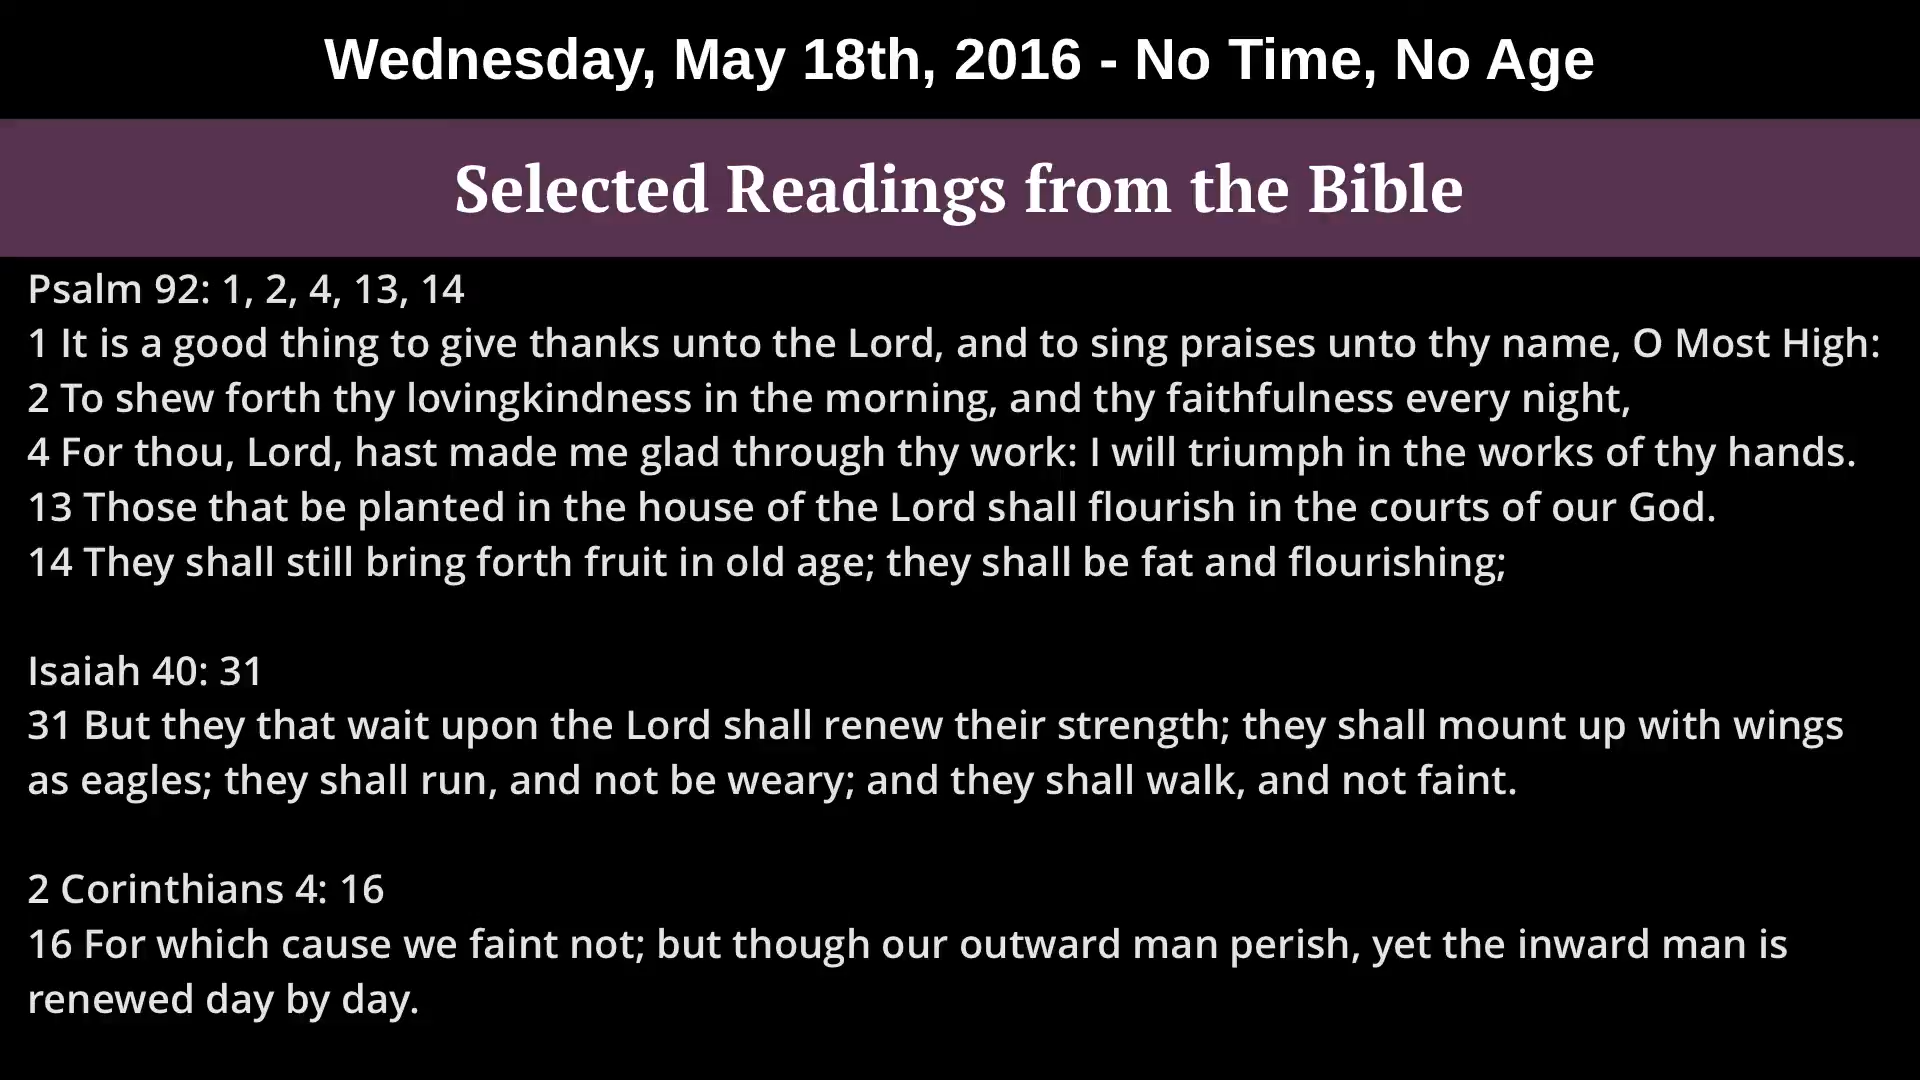 Wednesday, May 18th, 2016 - No Time, No Age
Selected Readings from the Bible
Psalm 92: 1, 2, 4, 13, 14
1 It is a good thing to give thanks unto the Lord, and to sing praises unto thy name, O Most High:
2 To shew forth thy lovingkindness in the morning, and thy faithfulness every night,
4 For thou, Lord, hast made me glad through thy work: I will triumph in the works of thy hands.
13 Those that be planted in the house of the Lord shall flourish in the courts of our God.
14 They shall still bring forth fruit in old age; they shall be fat and flourishing;
Isaiah 40: 31
31 But they that wait upon the Lord shall renew their strength; they shall mount up with wings
as eagles; they shall run, and not be weary; and they shall walk, and not faint.
2 Corinthians 4: 16
16 For which cause we faint not; but though our outward man perish, yet the inward man is
renewed day by day.